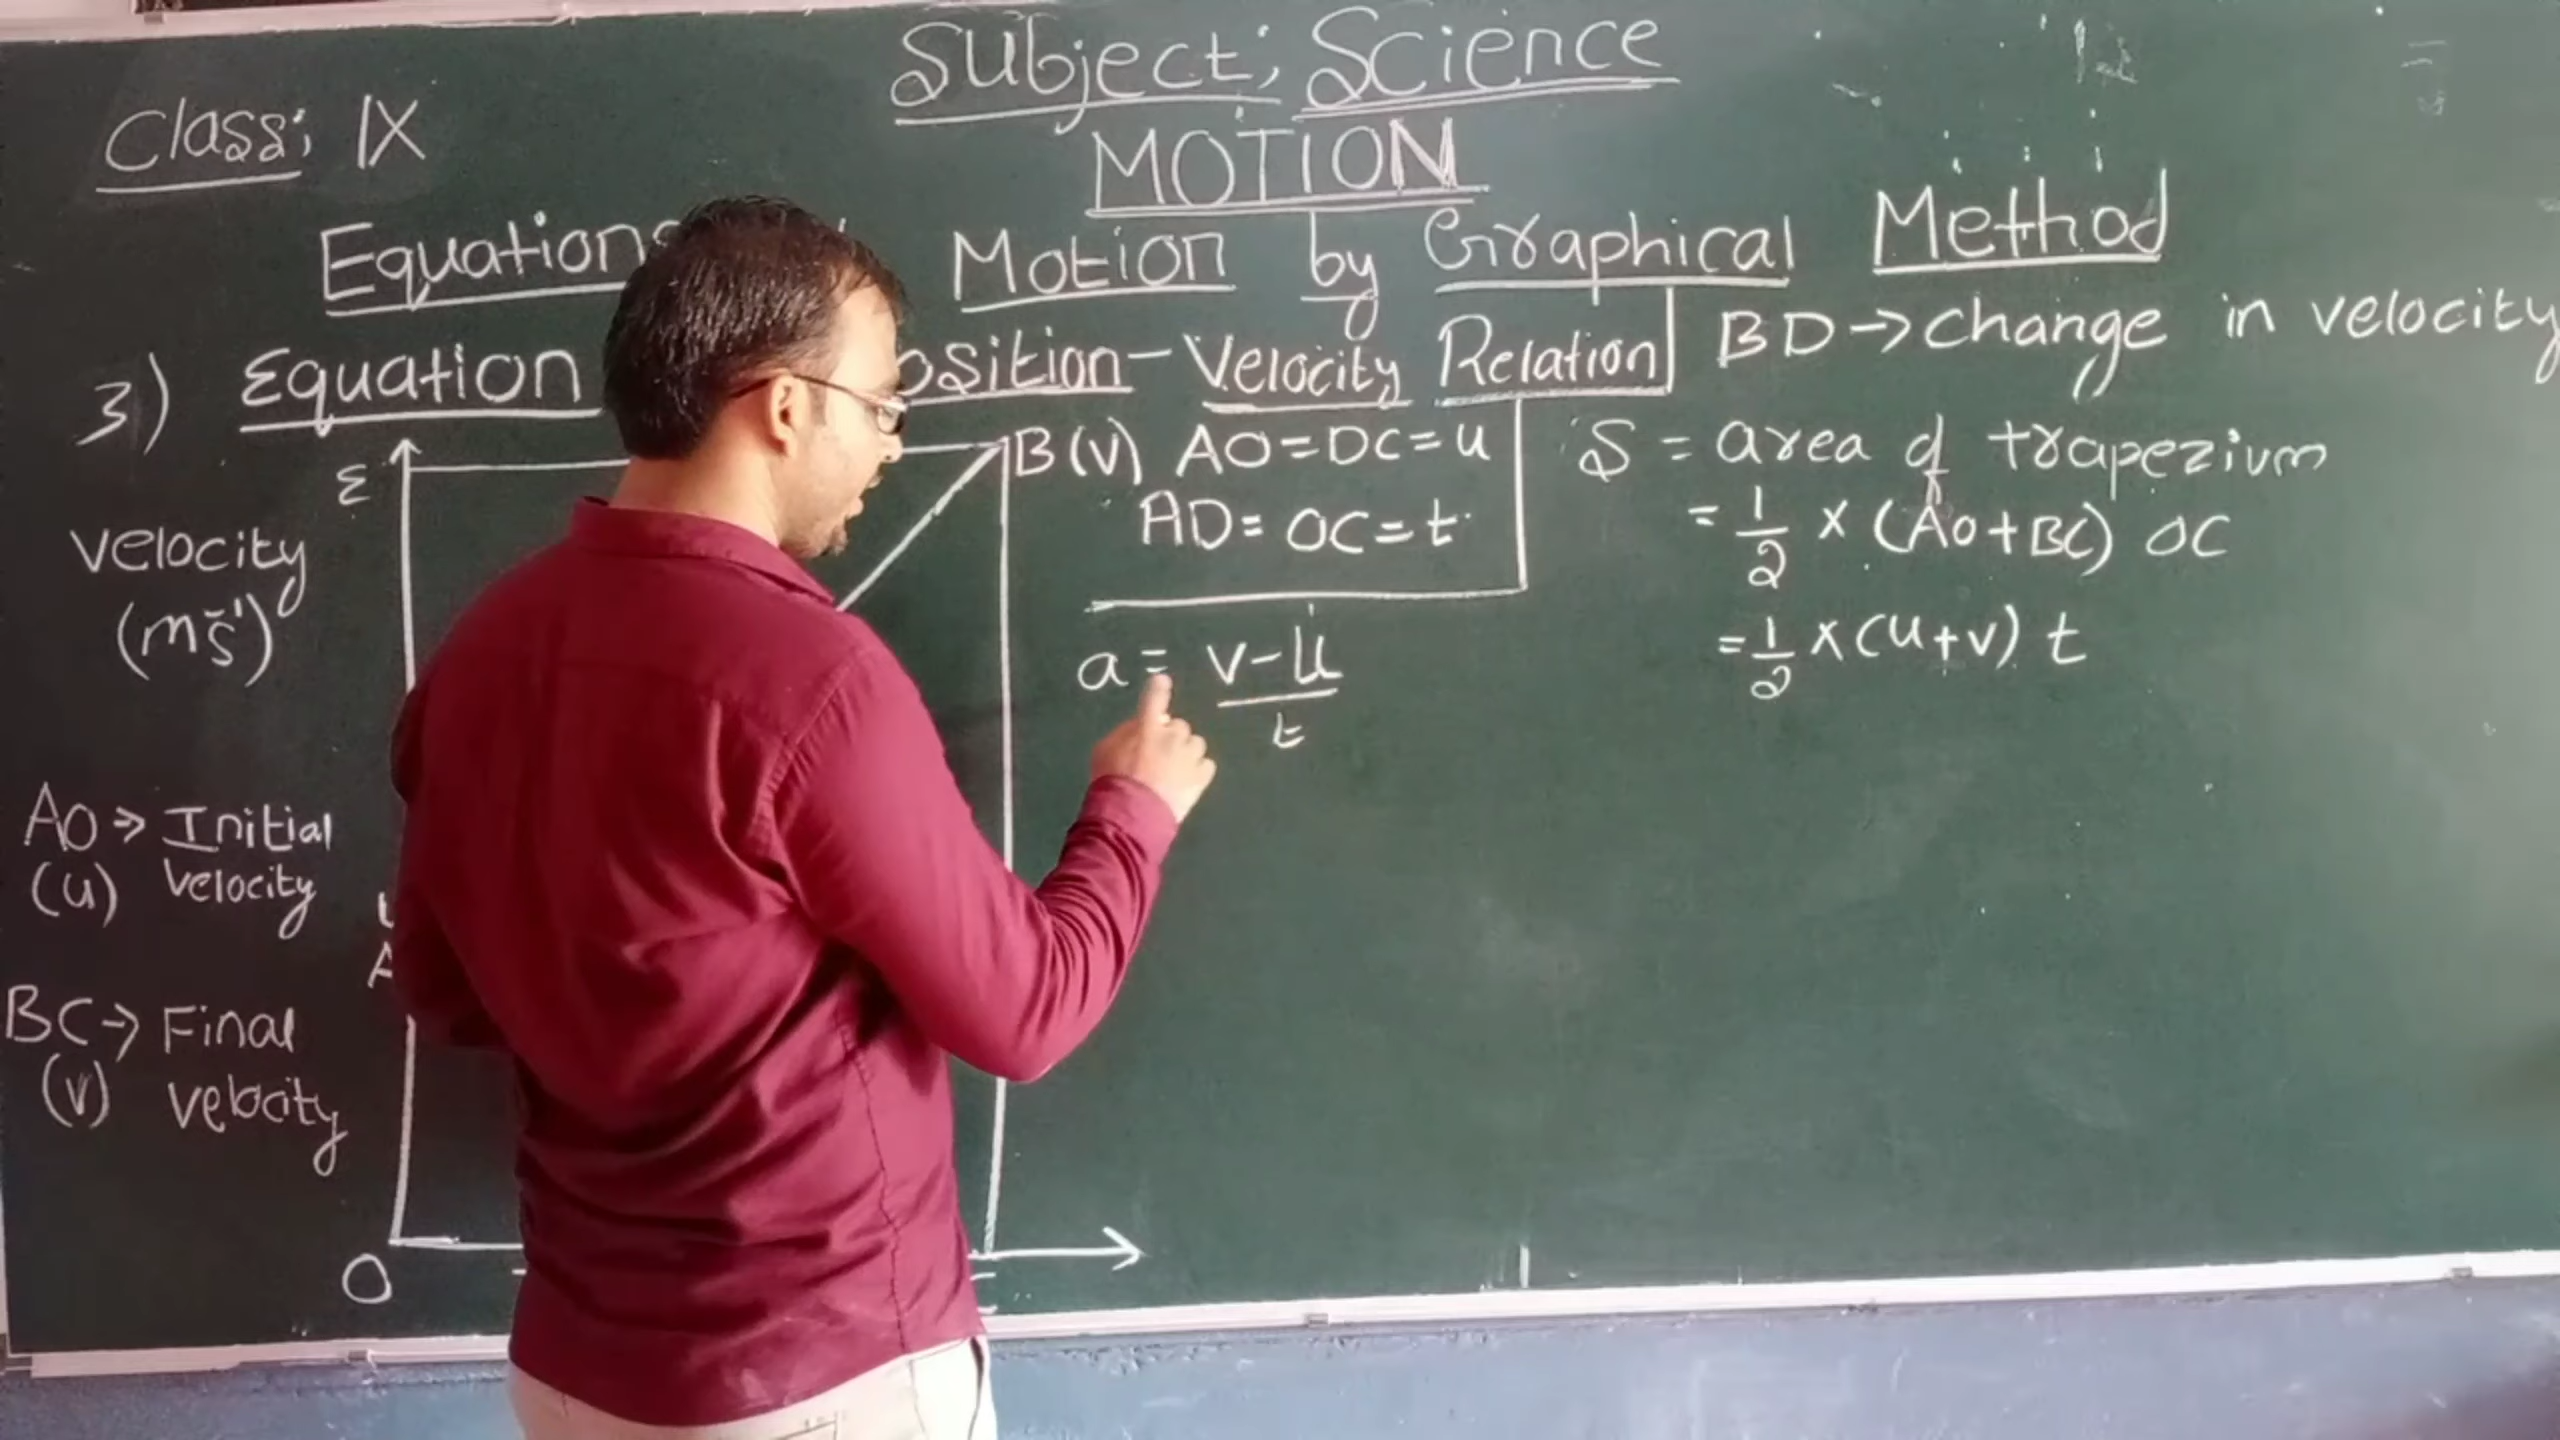 Subject; Science
Class; IX
MOTION
Equations Motion by Graphical Method
3) Equation osition-Velocity Relation
BD→change in velocity
E
B(v) AO=DC=u
AD=OC=t
S = area of trapezium
= 1/2 × (AO+BC) OC
= 1/2 × (u+v) t
velocity
(ms⁻¹)
a = v-u/t
AO→ Initial
(u) velocity
A
BC→ Final
(v) velocity
O